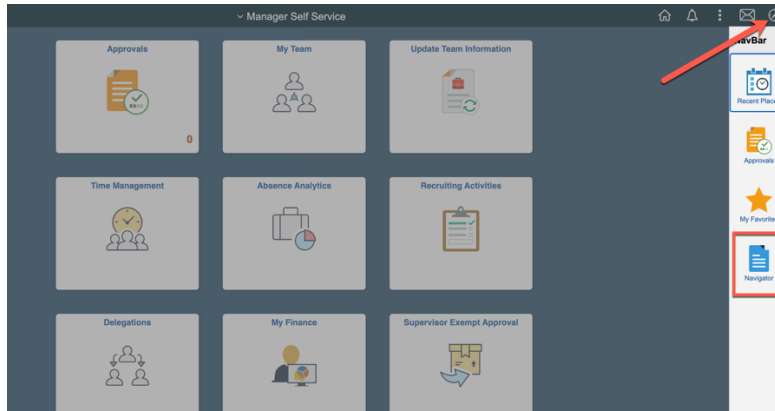 Manager Self Service
NavBar
Approvals
My Team
Update Team Information
0
Recent Place
Approvals
Time Management
Absence Analytics
Recruiting Activities
My Favorite
Navigator
Delegations
My Finance
Supervisor Exempt Approval